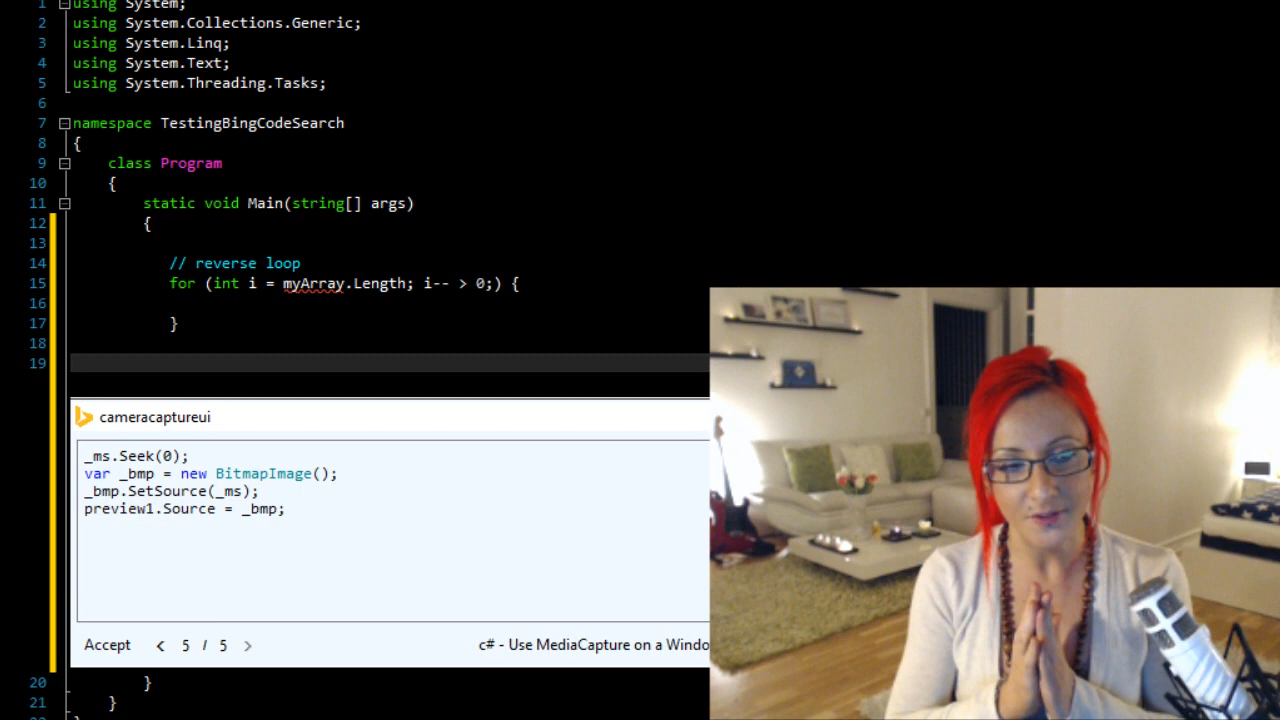 1 using System;
2 using System.Collections.Generic;
3 using System.Linq;
4 using System.Text;
5 using System.Threading.Tasks;
6
7 namespace TestingBingCodeSearch
8 {
9 class Program
10 {
11 static void Main(string[] args)
12 {
13
14 // reverse loop
15 for (int i = myArray.Length; i-- > 0;) {
16
17 }
18
19
cameracaptureui
_ms.Seek(0);
var _bmp = new BitmapImage();
_bmp.SetSource(_ms);
preview1.Source = _bmp;
Accept < 5 / 5 > c# - Use MediaCapture on a Windo
20 }
21 }